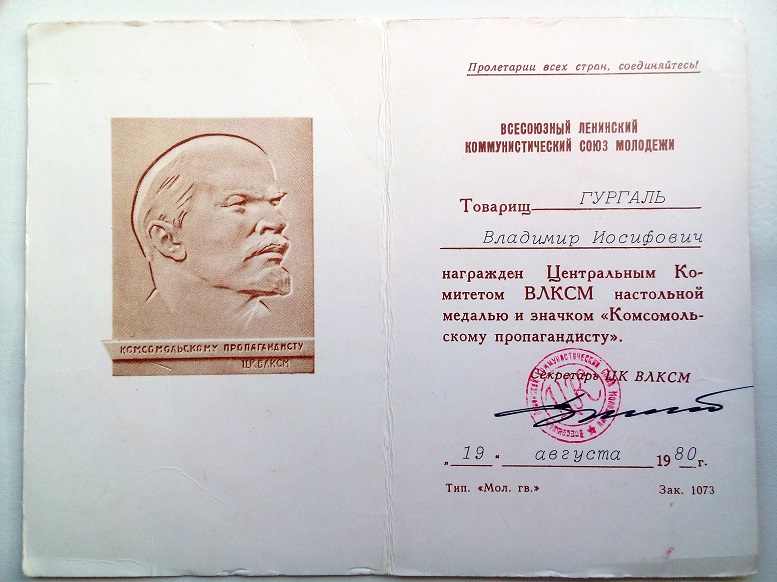 КОМСОМОЛЬСКОМУ ПРОПАГАНДИСТУ
ЦК ВЛКСМ
Пролетарии всех стран, соединяйтесь!
ВСЕСОЮЗНЫЙ ЛЕНИНСКИЙ
КОММУНИСТИЧЕСКИЙ СОЮЗ МОЛОДЕЖИ
Товарищ ГУРГАЛЬ
Владимир Иосифович
награжден Центральным Ко-
митетом ВЛКСМ настольной
медалью и значком «Комсомоль-
скому пропагандисту».
Секретарь ЦК ВЛКСМ
„19" августа 1980 г.
Тип. «Мол. гв.» Зак. 1073